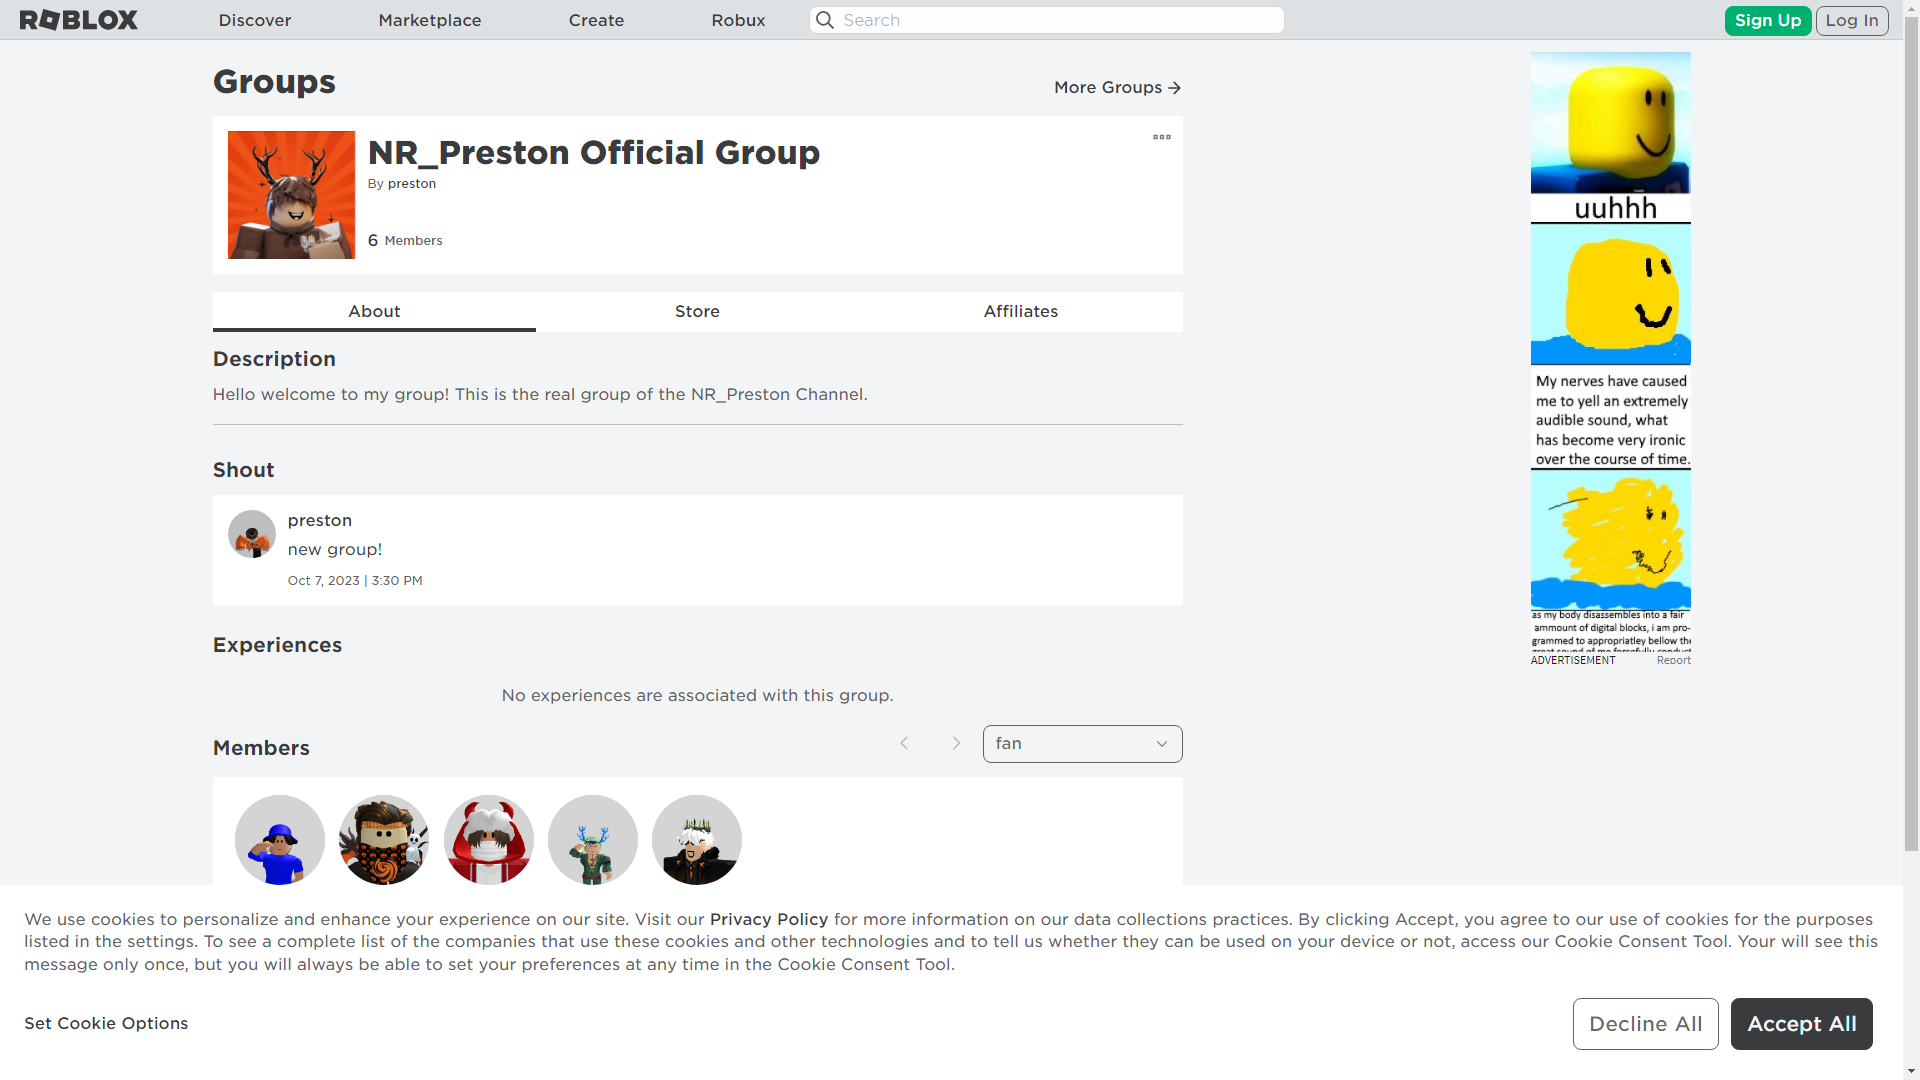 ROBLOX
Discover
Marketplace
Create
Robux
Search
Sign Up
Log In
Groups
More Groups
NR_Preston Official Group
By preston
6 Members
About
Store
Affiliates
Description
Hello welcome to my group! This is the real group of the NR_Preston Channel.
Shout
preston
new group!
Oct 7, 2023 | 3:30 PM
Experiences
No experiences are associated with this group.
Members
fan
uuhhh
My nerves have caused
me to yell an extremely
audible sound, what
has become very ironic
over the course of time.
as my body disassembles into a fair
ammount of digital blocks, i am pro-
grammed to appropriatley bellow the
great sound of me forcefully
ADVERTISEMENT
Report
We use cookies to personalize and enhance your experience on our site. Visit our Privacy Policy for more information on our data collections practices. By clicking Accept, you agree to our use of cookies for the purposes
listed in the settings. To see a complete list of the companies that use these cookies and other technologies and to tell us whether they can be used on your device or not, access our Cookie Consent Tool. Your will see this
message only once, but you will always be able to set your preferences at any time in the Cookie Consent Tool.
Set Cookie Options
Decline All
Accept All